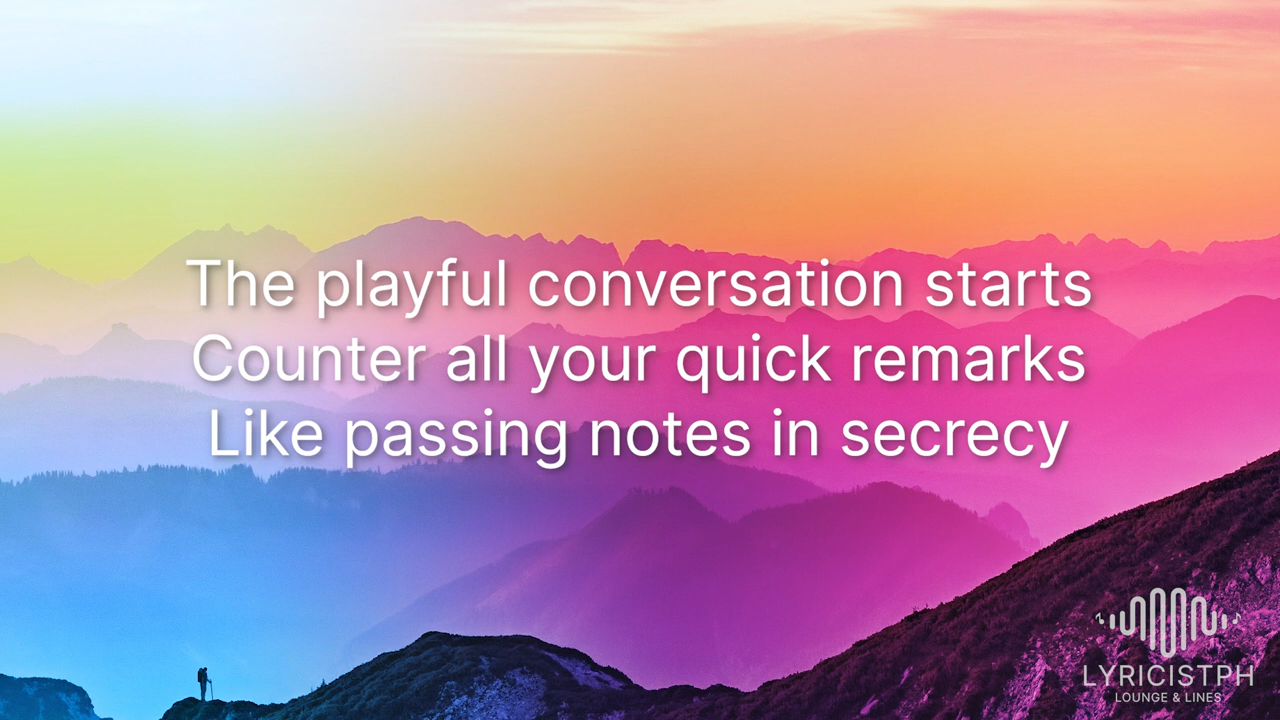 The playful conversation starts
Counter all your quick remarks
Like passing notes in secrecy
LYRICISTPH
LOUNGE & LINES